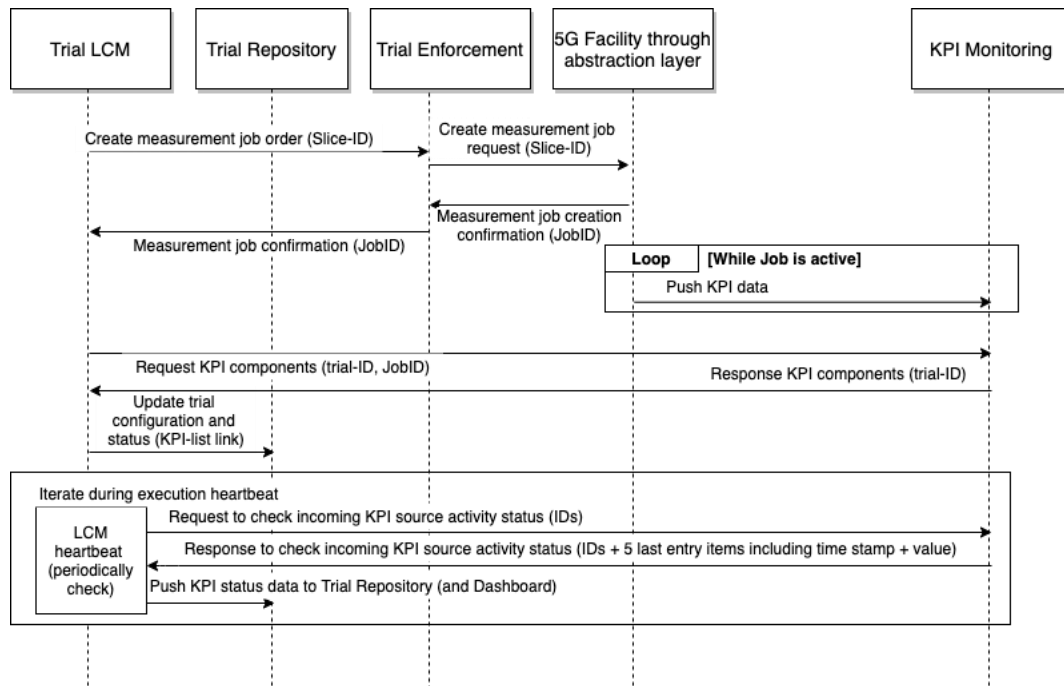 Trial LCM
Trial Repository
Trial Enforcement
5G Facility through
abstraction layer
KPI Monitoring
Create measurement job order (Slice-ID)
Create measurement job
request (Slice-ID)
Measurement job creation
confirmation (JobID)
Measurement job confirmation (JobID)
Loop
[While Job is active]
Push KPI data
Request KPI components (trial-ID, JobID)
Response KPI components (trial-ID)
Update trial
configuration and
status (KPI-list link)
Iterate during execution heartbeat
LCM
heartbeat
(periodically
check)
Request to check incoming KPI source activity status (IDs)
Response to check incoming KPI source activity status (IDs + 5 last entry items including time stamp + value)
Push KPI status data to Trial Repository (and Dashboard)